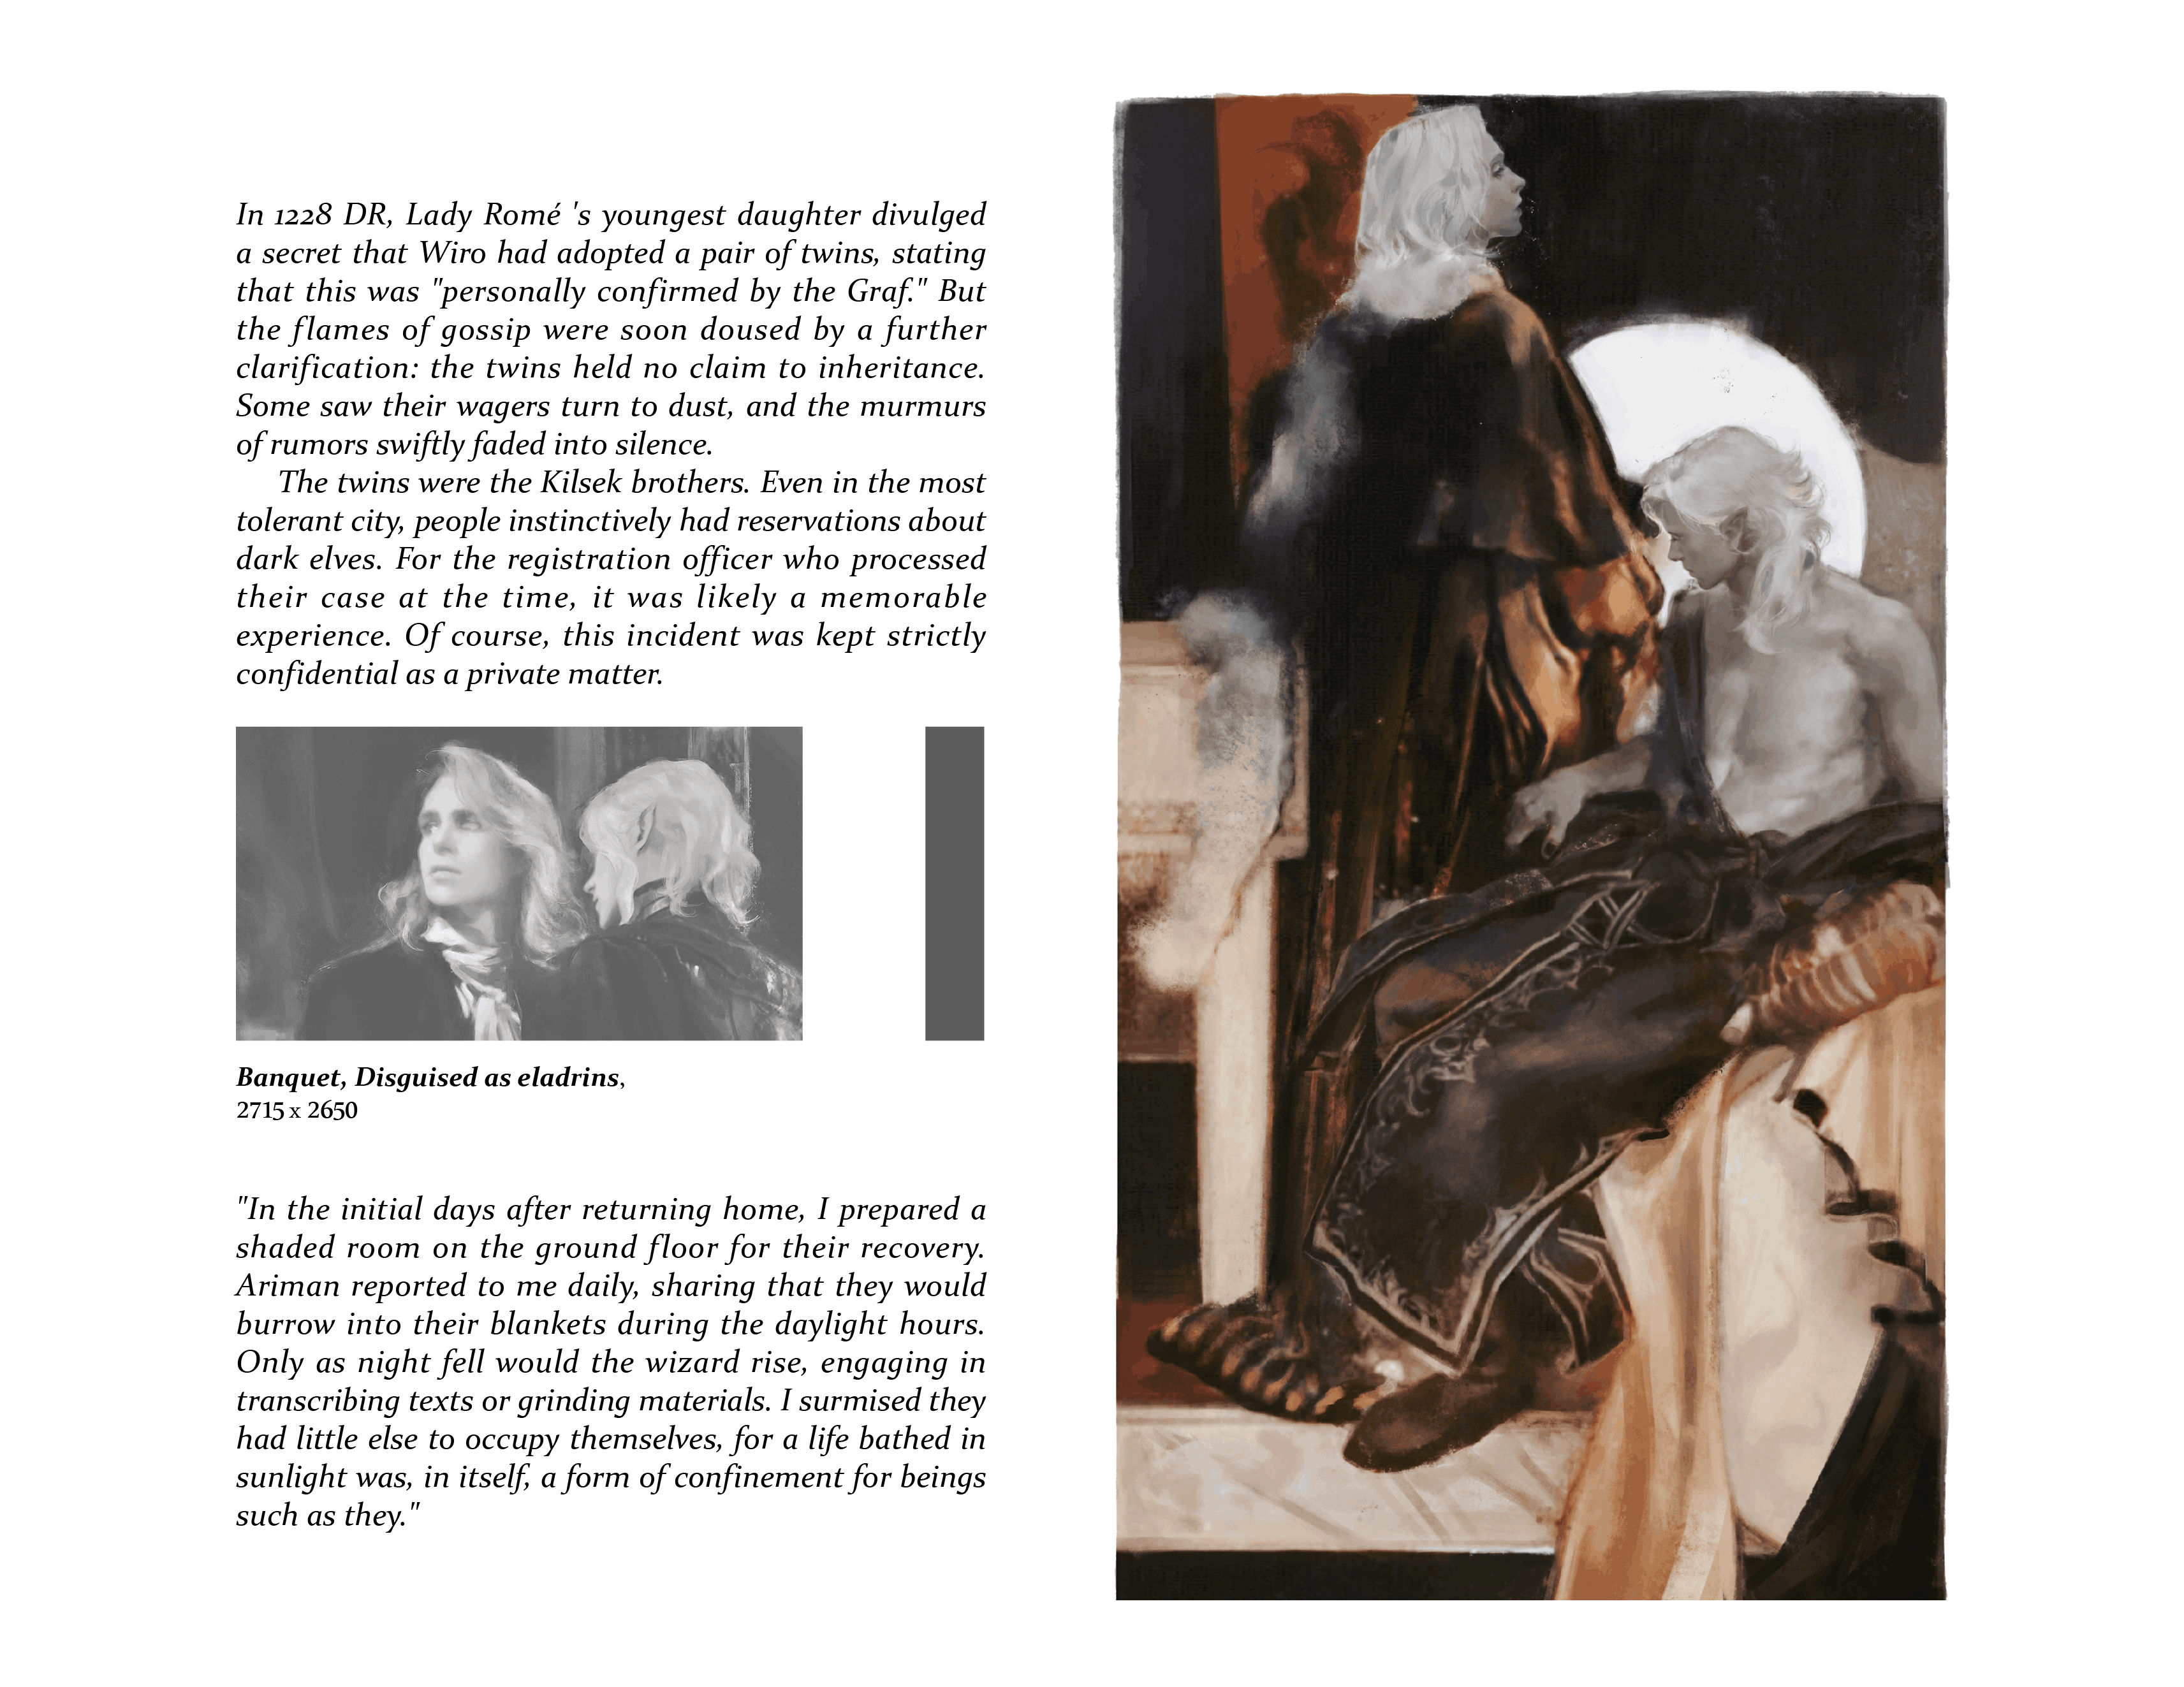 In 1228 DR, Lady Romé 's youngest daughter divulged
a secret that Wiro had adopted a pair of twins, stating
that this was "personally confirmed by the Graf." But
the flames of gossip were soon doused by a further
clarification: the twins held no claim to inheritance.
Some saw their wagers turn to dust, and the murmurs
of rumors swiftly faded into silence.
The twins were the Kilsek brothers. Even in the most
tolerant city, people instinctively had reservations about
dark elves. For the registration officer who processed
their case at the time, it was likely a memorable
experience. Of course, this incident was kept strictly
confidential as a private matter.
Banquet, Disguised as eladrins,
2715 x 2650
"In the initial days after returning home, I prepared a
shaded room on the ground floor for their recovery.
Ariman reported to me daily, sharing that they would
burrow into their blankets during the daylight hours.
Only as night fell would the wizard rise, engaging in
transcribing texts or grinding materials. I surmised they
had little else to occupy themselves, for a life bathed in
sunlight was, in itself, a form of confinement for beings
such as they."